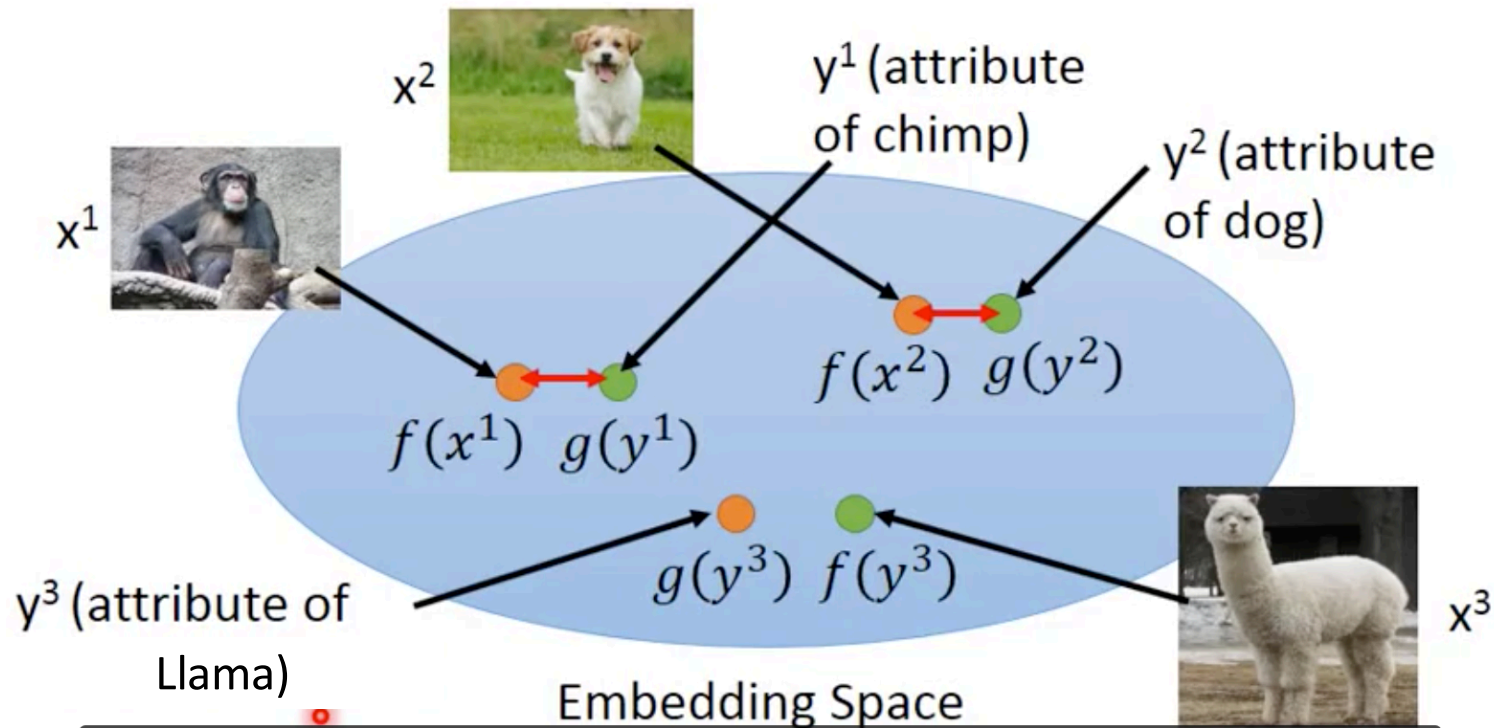 x²
y¹ (attribute
of chimp)
y² (attribute
of dog)
x¹
f(x²) g(y²)
f(x¹) g(y¹)
g(y³) f(y³)
y³ (attribute of
Llama)
x³
Embedding Space